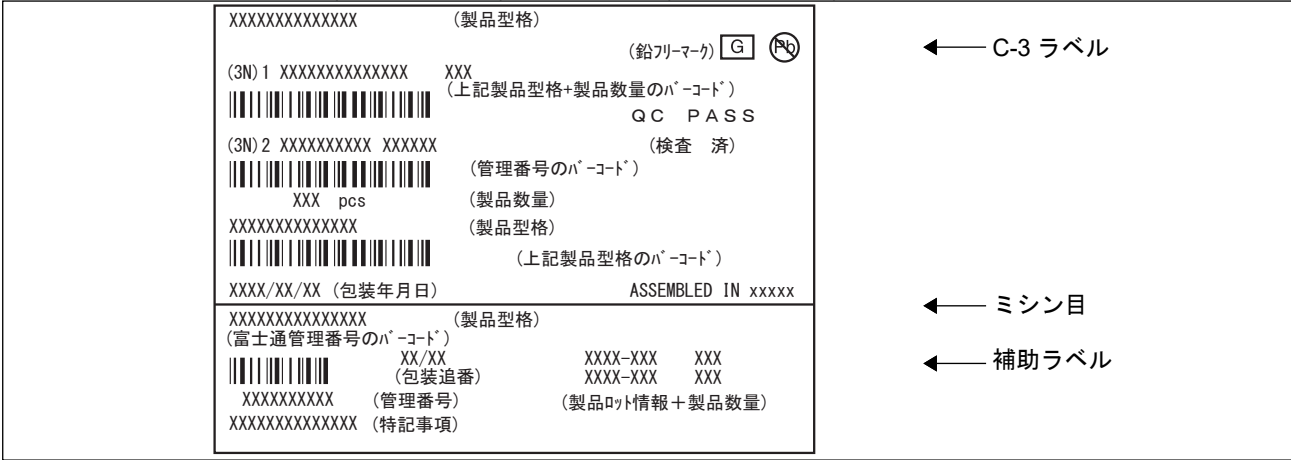 XXXXXXXXXXXXXX (製品型格)
(鉛ﾌﾘｰﾏｰｸ) G Pb
C-3 ラベル
(3N)1 XXXXXXXXXXXXXX XXX
(上記製品型格+製品数量のﾊﾞｰｺｰﾄﾞ)
QC PASS
(3N)2 XXXXXXXXXX XXXXXX (検査 済)
(管理番号のﾊﾞｰｺｰﾄﾞ)
XXX pcs (製品数量)
XXXXXXXXXXXXXX (製品型格)
(上記製品型格のﾊﾞｰｺｰﾄﾞ)
XXXX/XX/XX (包装年月日) ASSEMBLED IN xxxxx
ミシン目
XXXXXXXXXXXXXXX (製品型格)
(富士通管理番号のﾊﾞｰｺｰﾄﾞ)
XX/XX XXXX-XXX XXX
(包装追番) XXXX-XXX XXX
補助ラベル
XXXXXXXXXX (管理番号) (製品ﾛｯﾄ情報＋製品数量)
XXXXXXXXXXXXXX (特記事項)